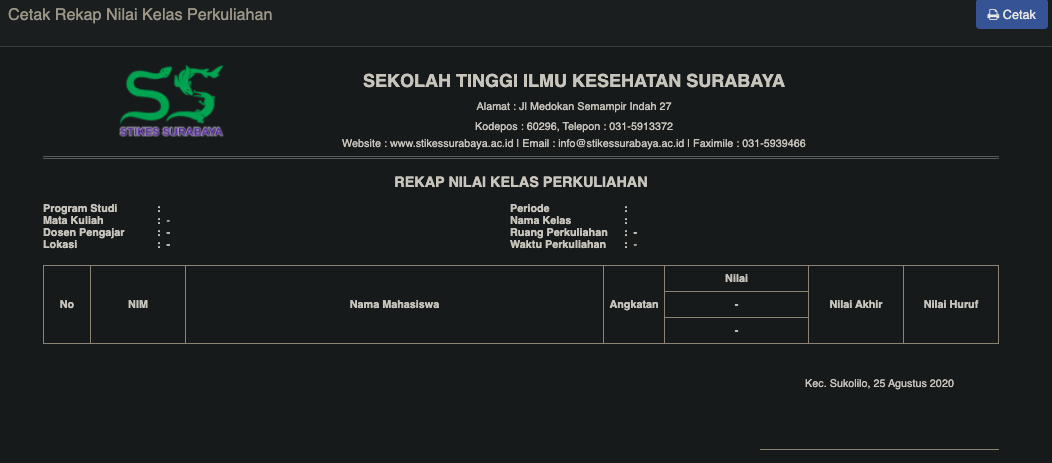 Cetak Rekap Nilai Kelas Perkuliahan
Cetak
STIKES SURABAYA
SEKOLAH TINGGI ILMU KESEHATAN SURABAYA
Alamat : Jl Medokan Semampir Indah 27
Kodepos : 60296, Telepon : 031-5913372
Website : www.stikessurabaya.ac.id | Email : info@stikessurabaya.ac.id | Faximile : 031-5939466
REKAP NILAI KELAS PERKULIAHAN
Program Studi :
Mata Kuliah : -
Dosen Pengajar : -
Lokasi : -
Periode :
Nama Kelas :
Ruang Perkuliahan : -
Waktu Perkuliahan : -
No NIM Nama Mahasiswa Angkatan Nilai Nilai Akhir Nilai Huruf
-
-
Kec. Sukolilo, 25 Agustus 2020